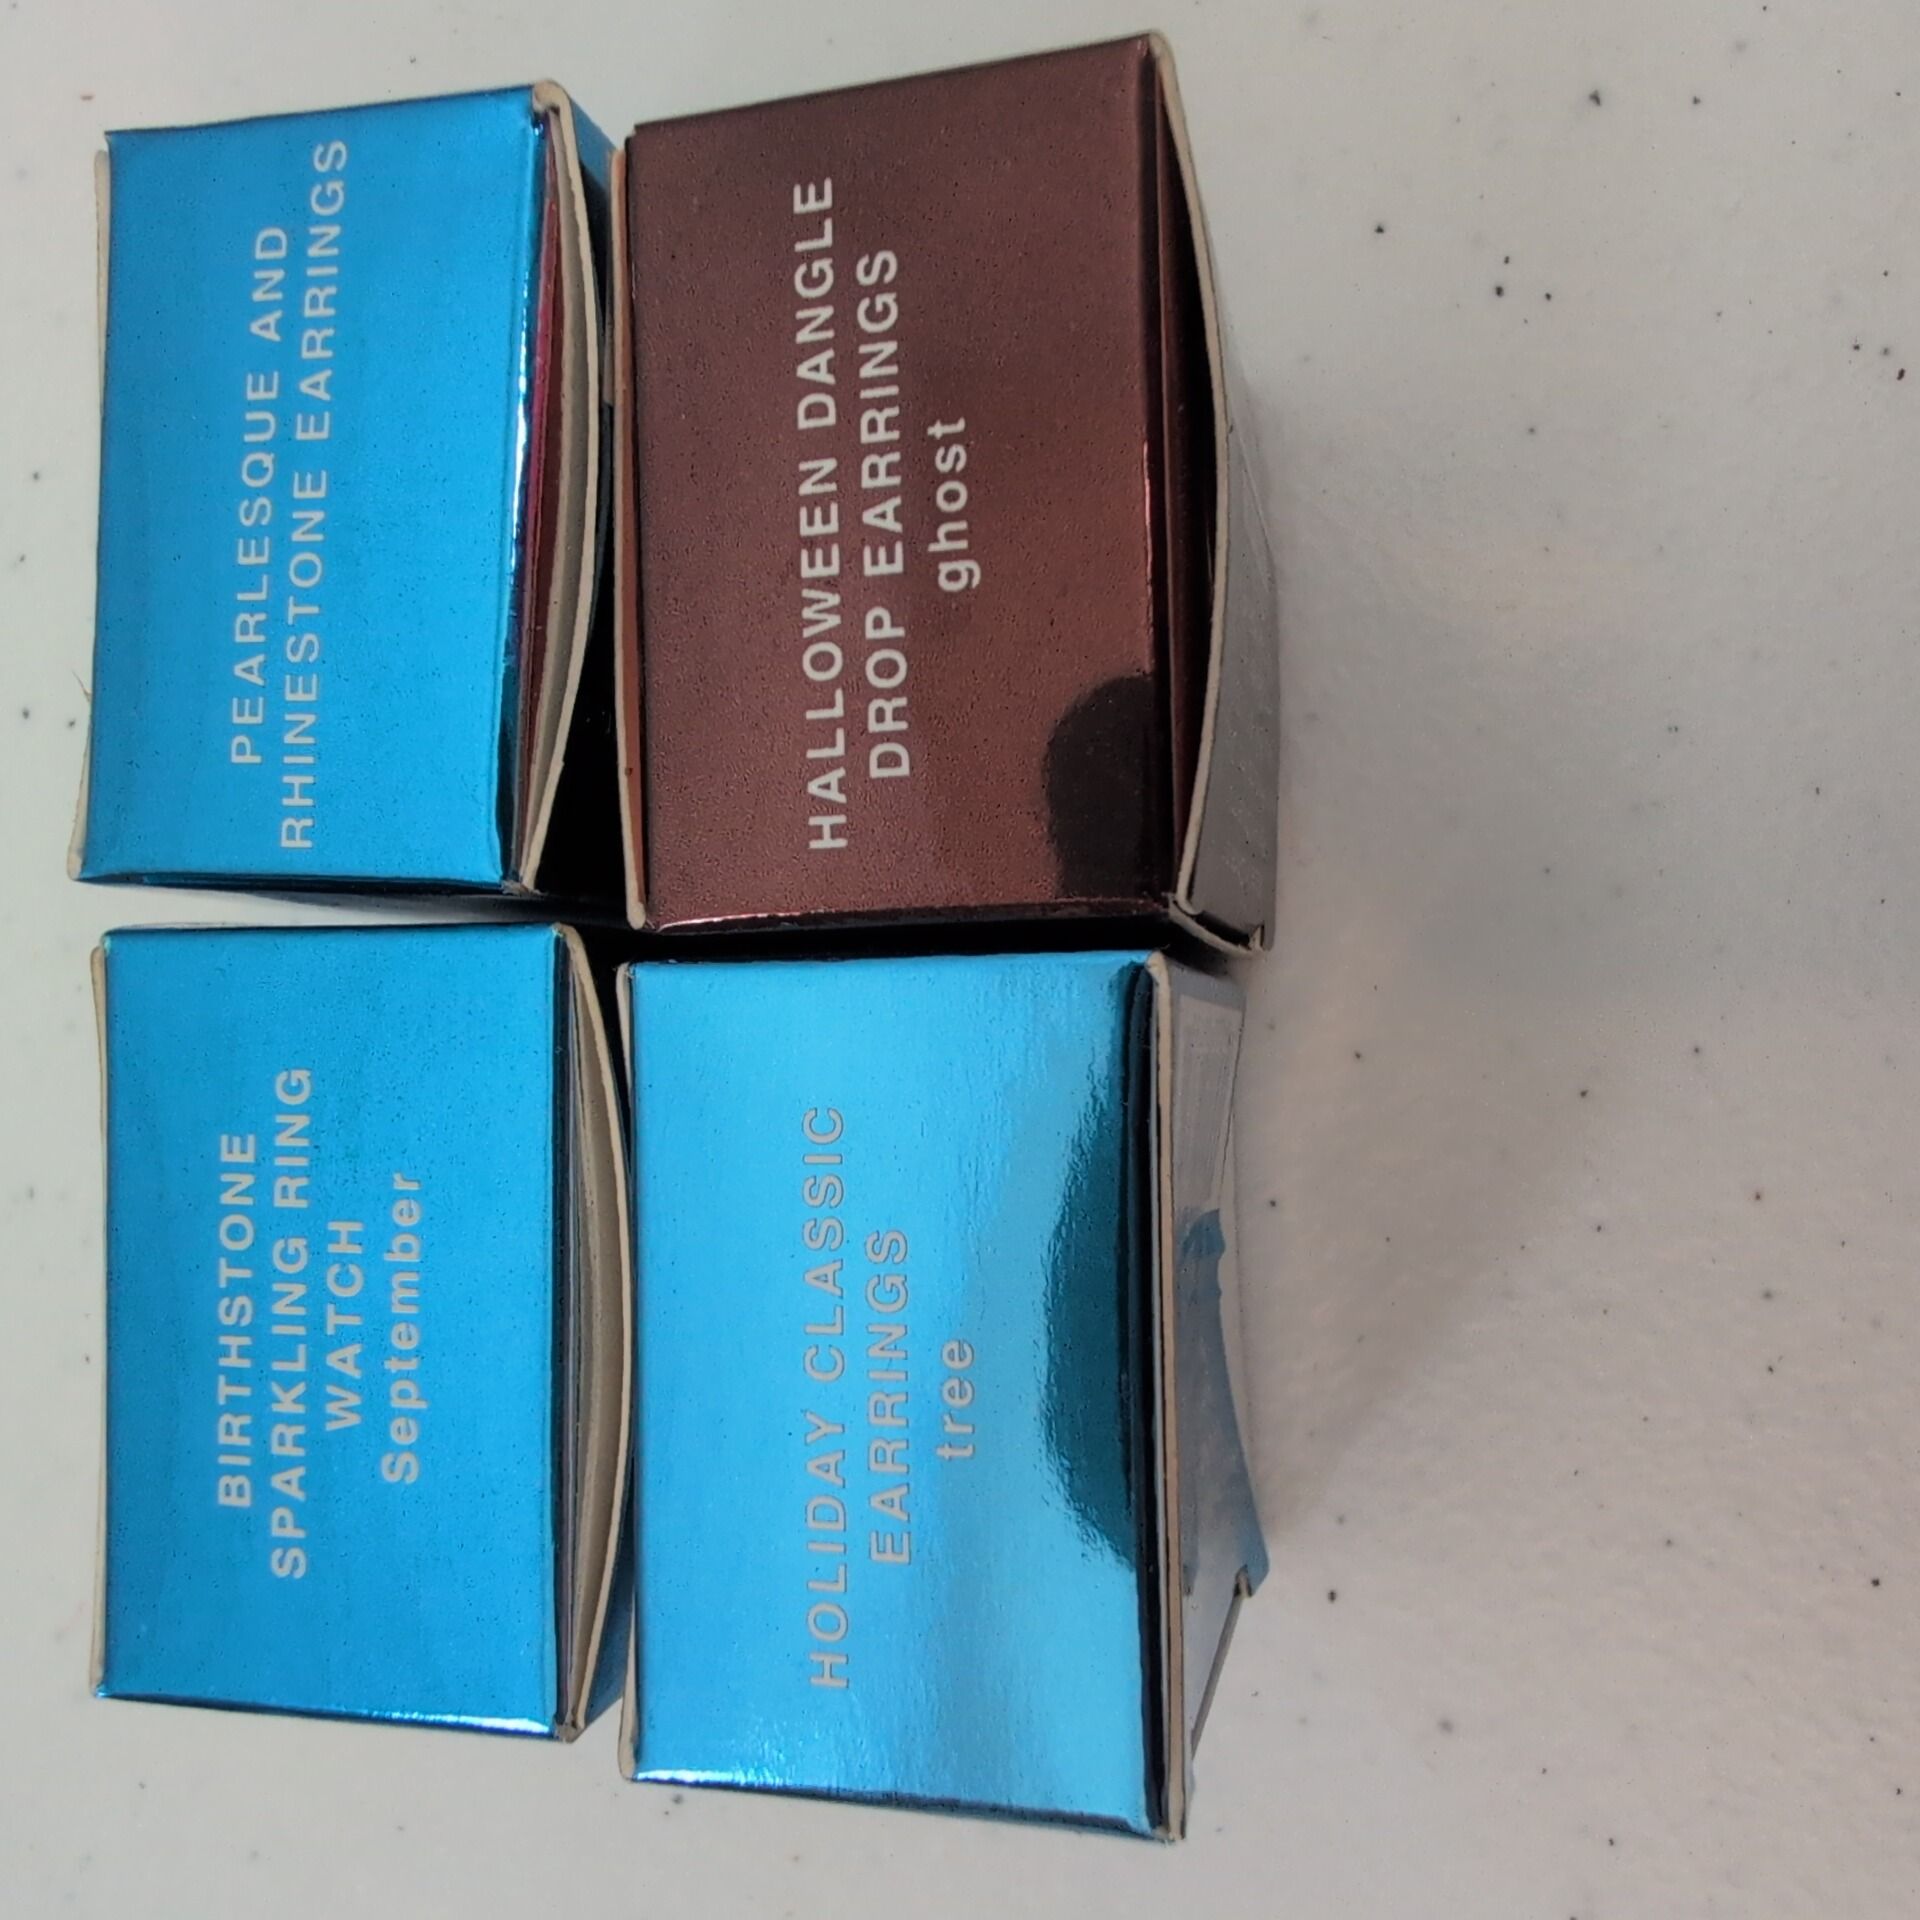 BIRTHSTONE
SPARKLING RING
WATCH
September
PEARLESQUE AND
RHINESTONE EARRINGS
HOLIDAY CLASSIC
EARRINGS
tree
HALLOWEEN DANGLE
DROP EARRINGS
ghost